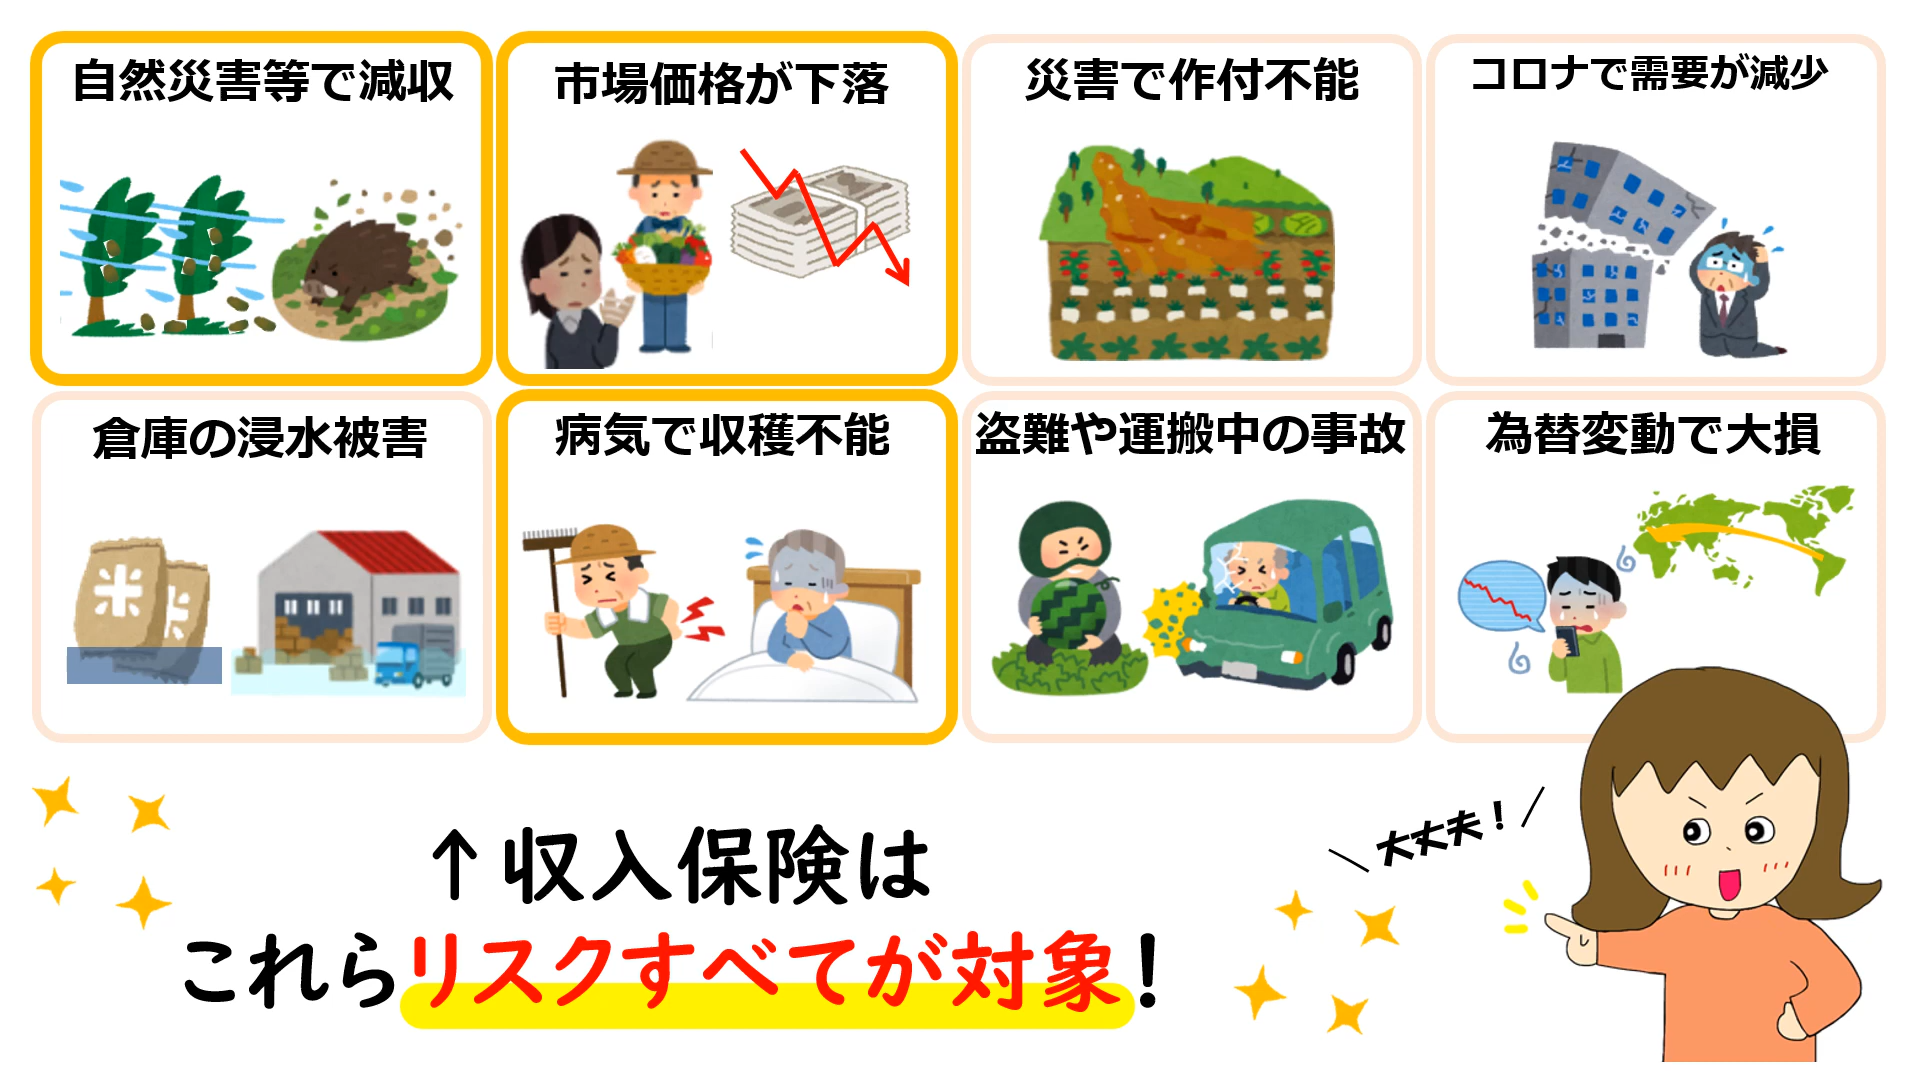 自然災害等で減収
市場価格が下落
災害で作付不能
コロナで需要が減少
倉庫の浸水被害
病気で収穫不能
盗難や運搬中の事故
為替変動で大損
米
米
↑収入保険は
これらリスクすべてが対象！
＼大丈夫！／